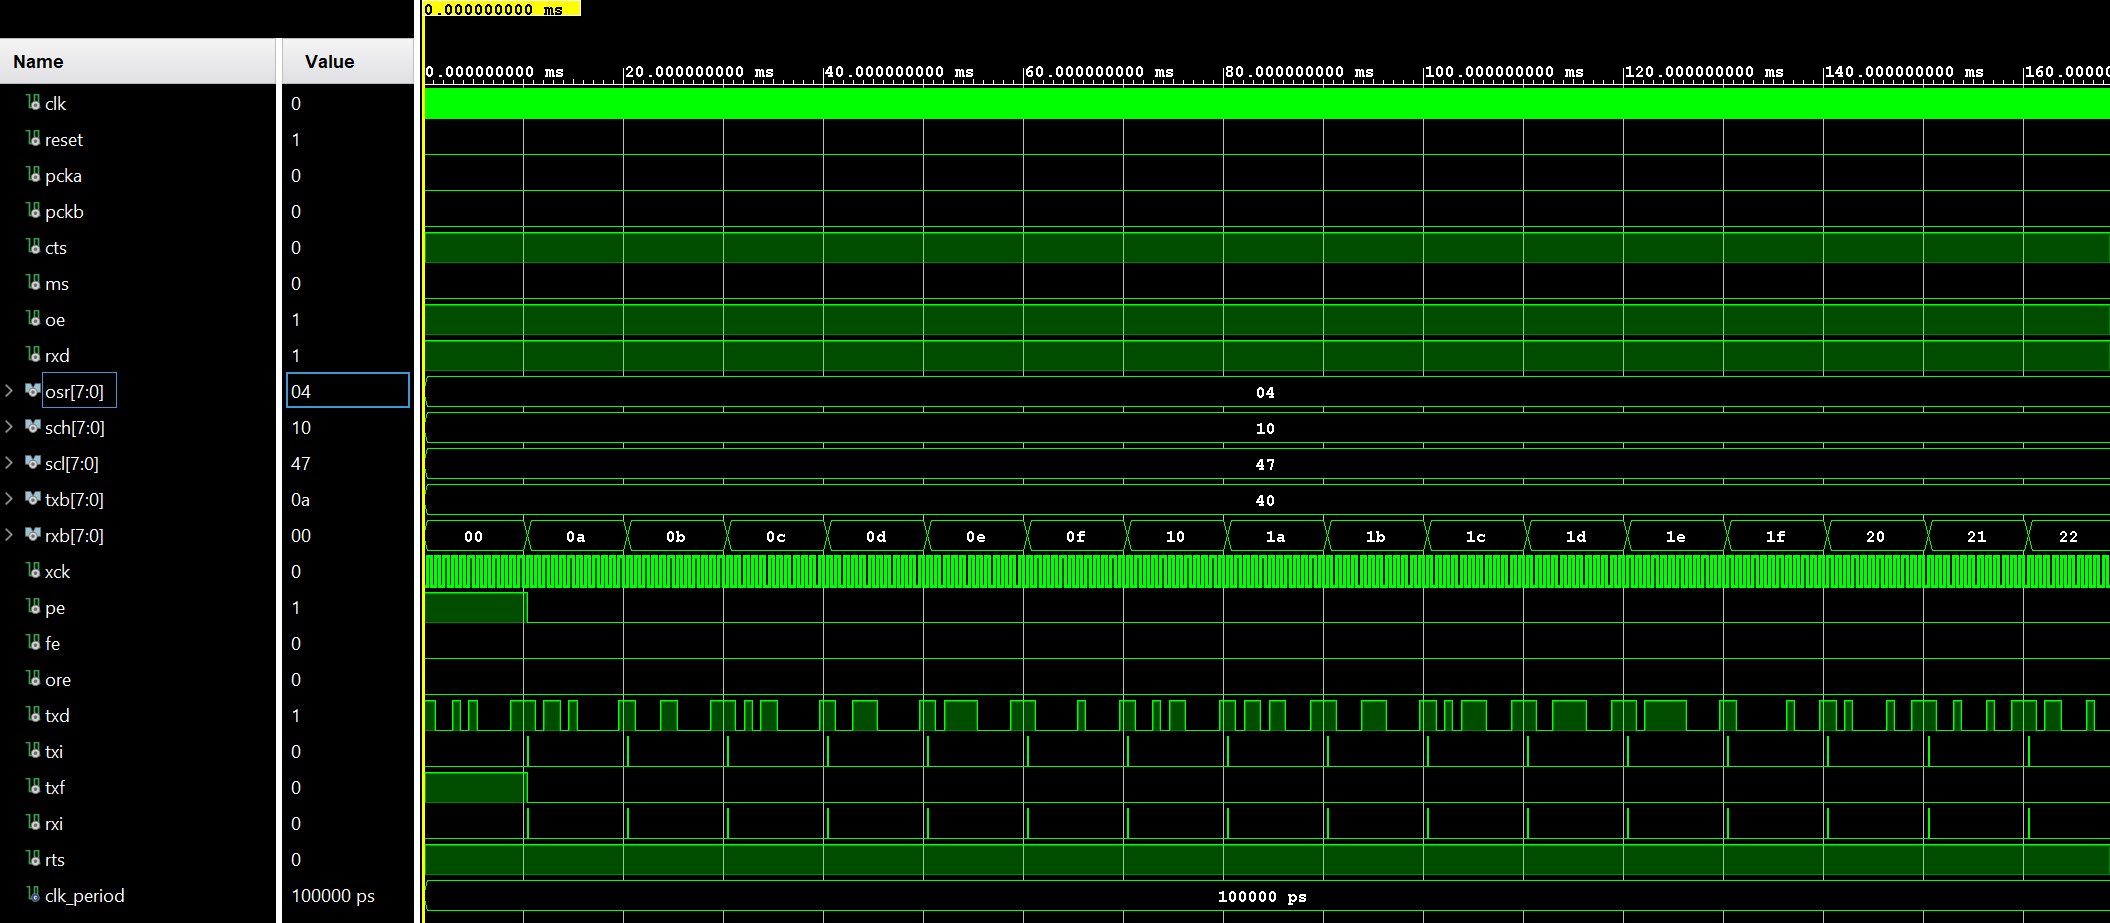 0.000000000 ms
Name Value
0.000000000 ms 20.000000000 ms 40.000000000 ms 60.000000000 ms 80.000000000 ms 100.000000000 ms 120.000000000 ms 140.000000000 ms 160.0000
clk 0
reset 1
pcka 0
pckb 0
cts 0
ms 0
oe 1
rxd 1
osr[7:0] 04 04
sch[7:0] 10 10
scl[7:0] 47 47
txb[7:0] 0a 40
rxb[7:0] 00 00 0a 0b 0c 0d 0e 0f 10 1a 1b 1c 1d 1e 1f 20 21 22
xck 0
pe 1
fe 0
ore 0
txd 1
txi 0
txf 0
rxi 0
rts 0
clk_period 100000 ps 100000 ps